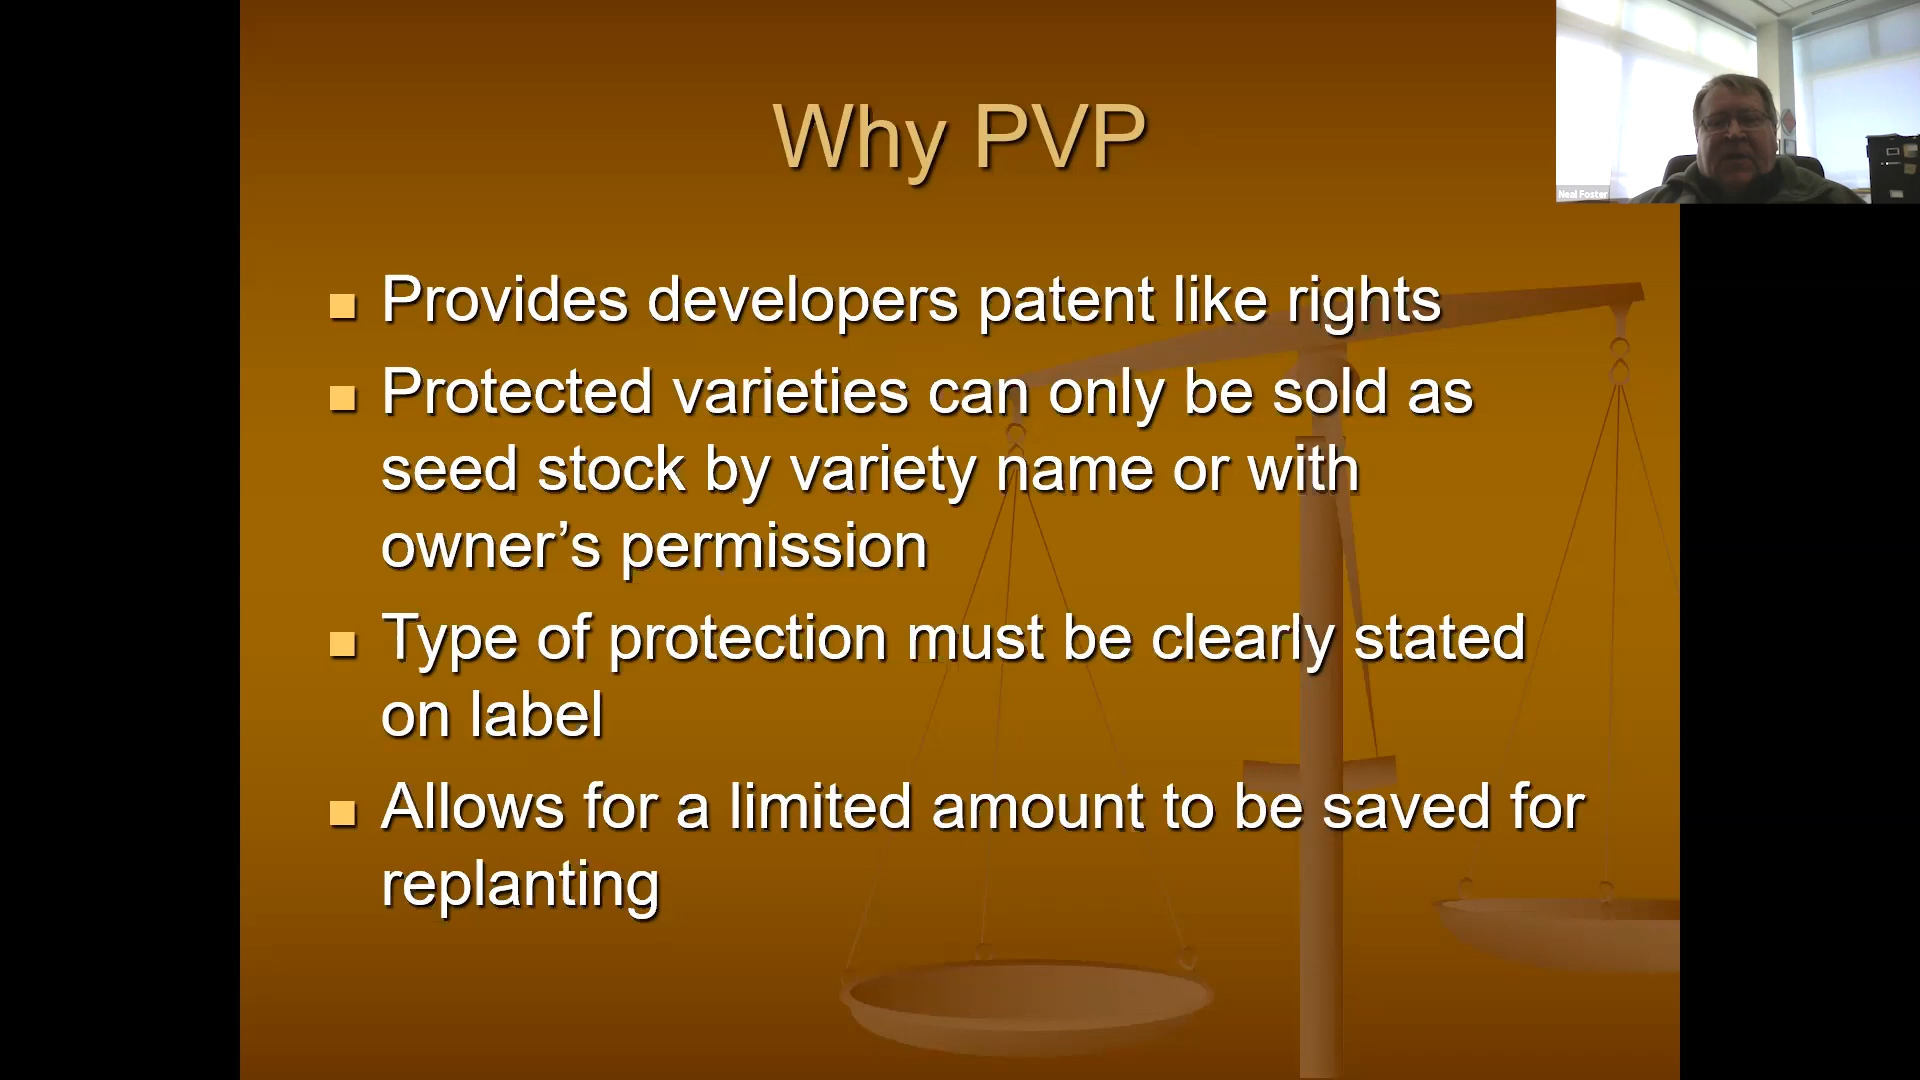 Why PVP
Neal Foster
Provides developers patent like rights
Protected varieties can only be sold as
seed stock by variety name or with
owner’s permission
Type of protection must be clearly stated
on label
Allows for a limited amount to be saved for
replanting